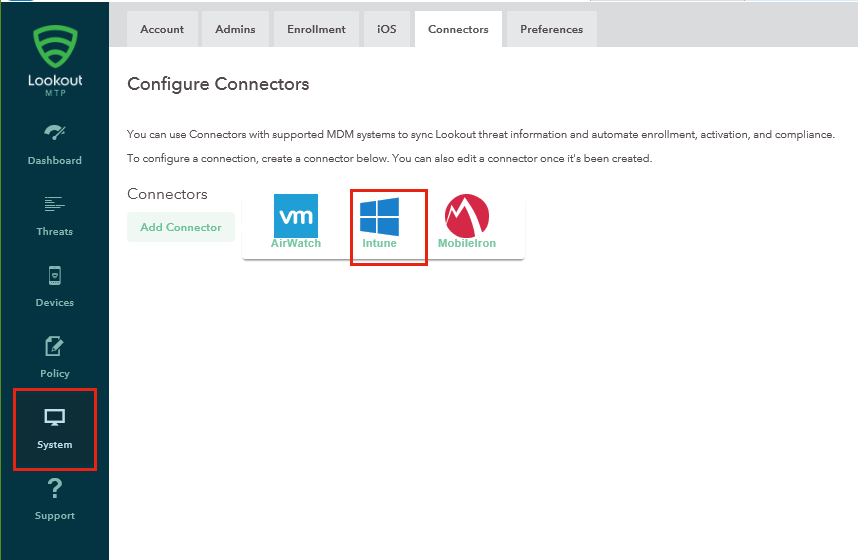 Lookout
MTP
Dashboard
Threats
Devices
Policy
System
Support
Account Admins Enrollment iOS Connectors Preferences
Configure Connectors
You can use Connectors with supported MDM systems to sync Lookout threat information and automate enrollment, activation, and compliance.
To configure a connection, create a connector below. You can also edit a connector once it's been created.
Connectors
Add Connector
vm
AirWatch Intune MobileIron